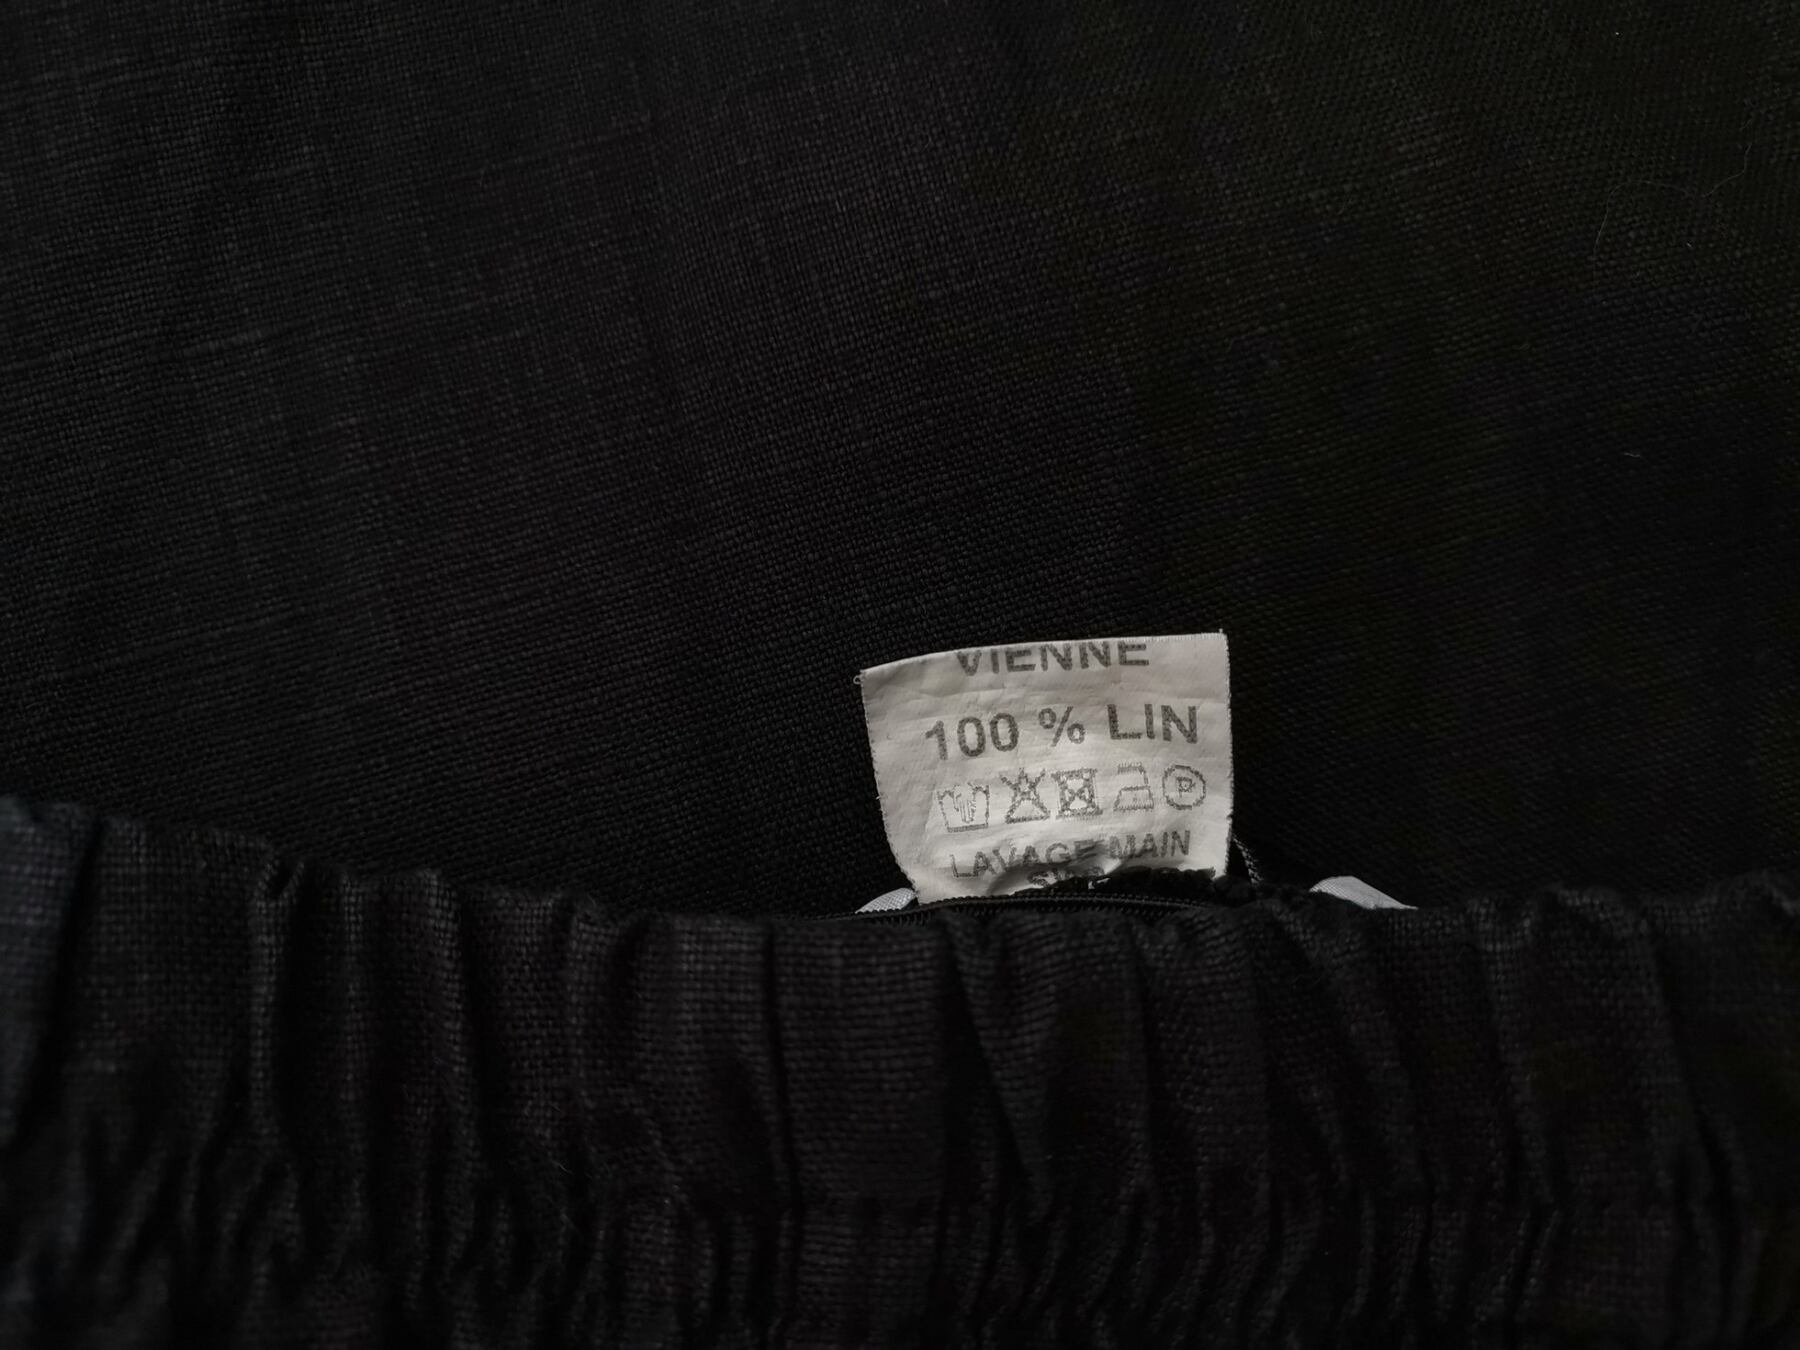 VIENNE
100 % LIN
P
LAVAGE MAIN